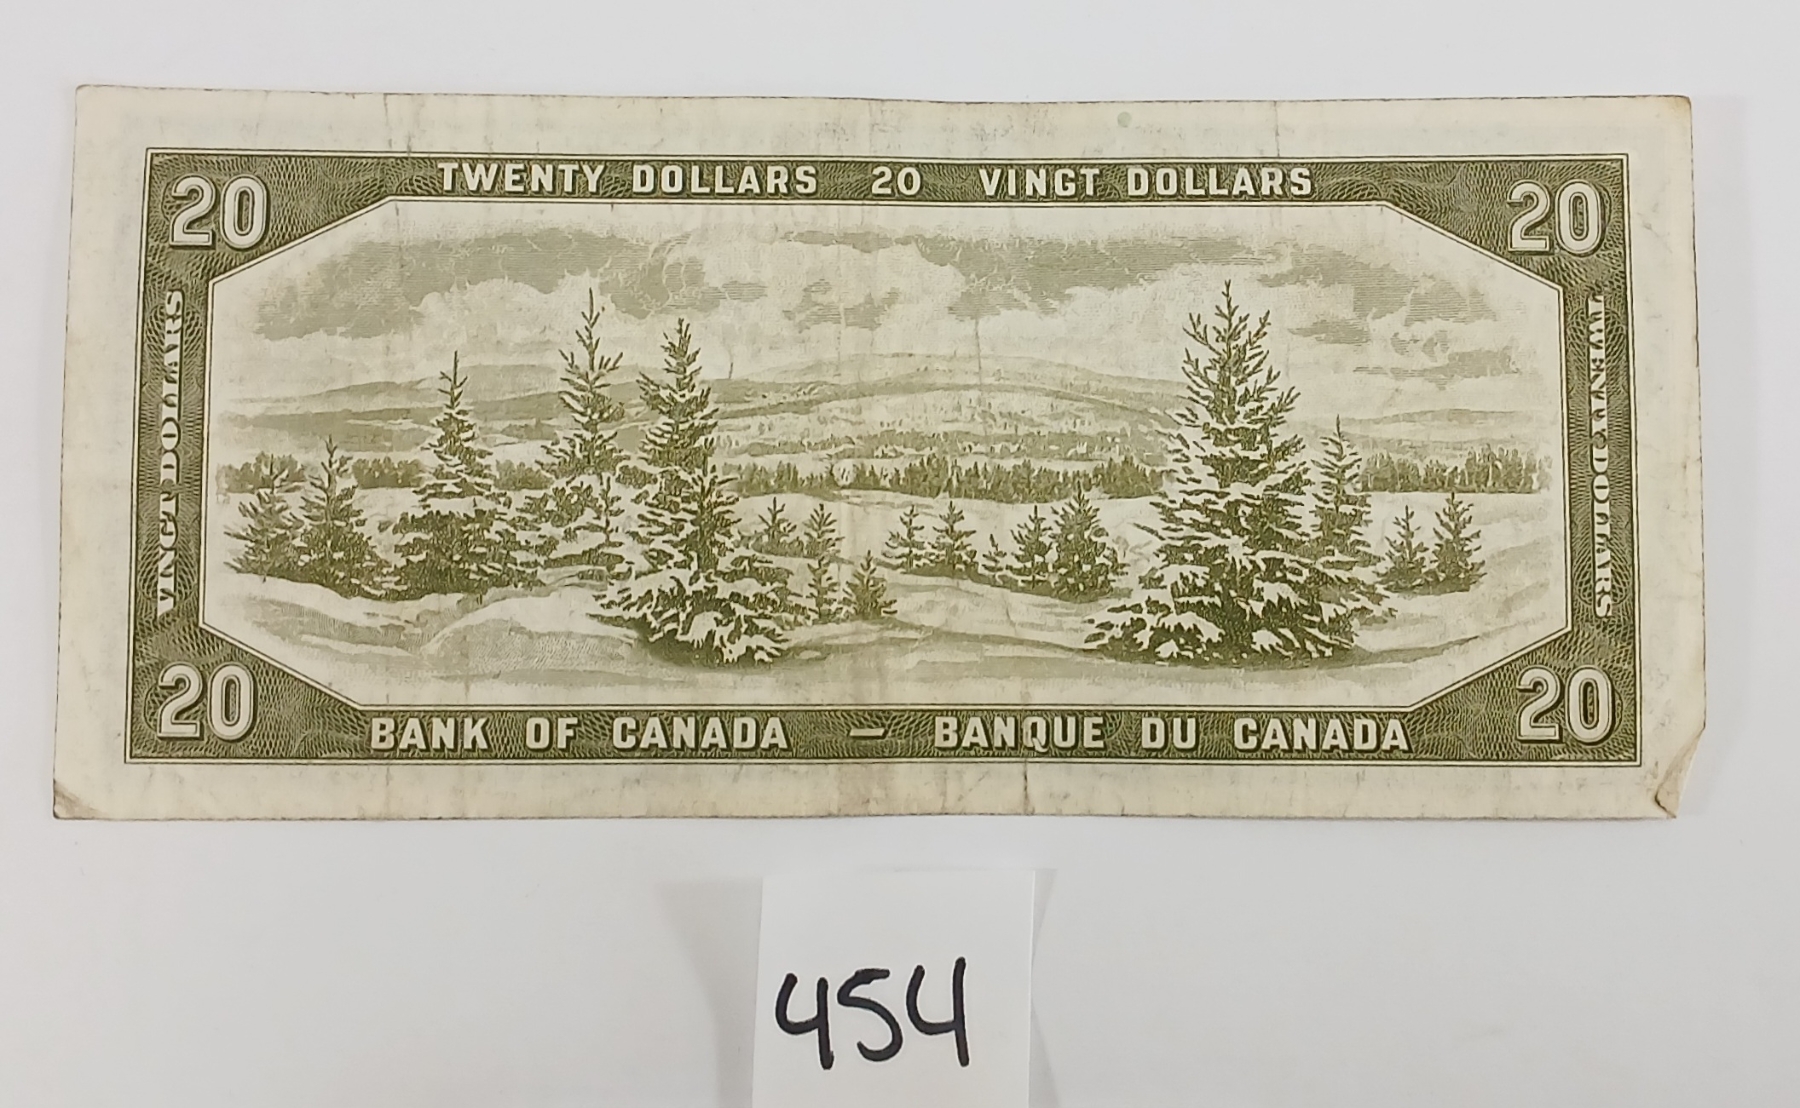 TWENTY DOLLARS 20 VINGT DOLLARS
20
20
VINGT DOLLARS
TWENTY DOLLARS
20
20
BANK OF CANADA — BANQUE DU CANADA
454